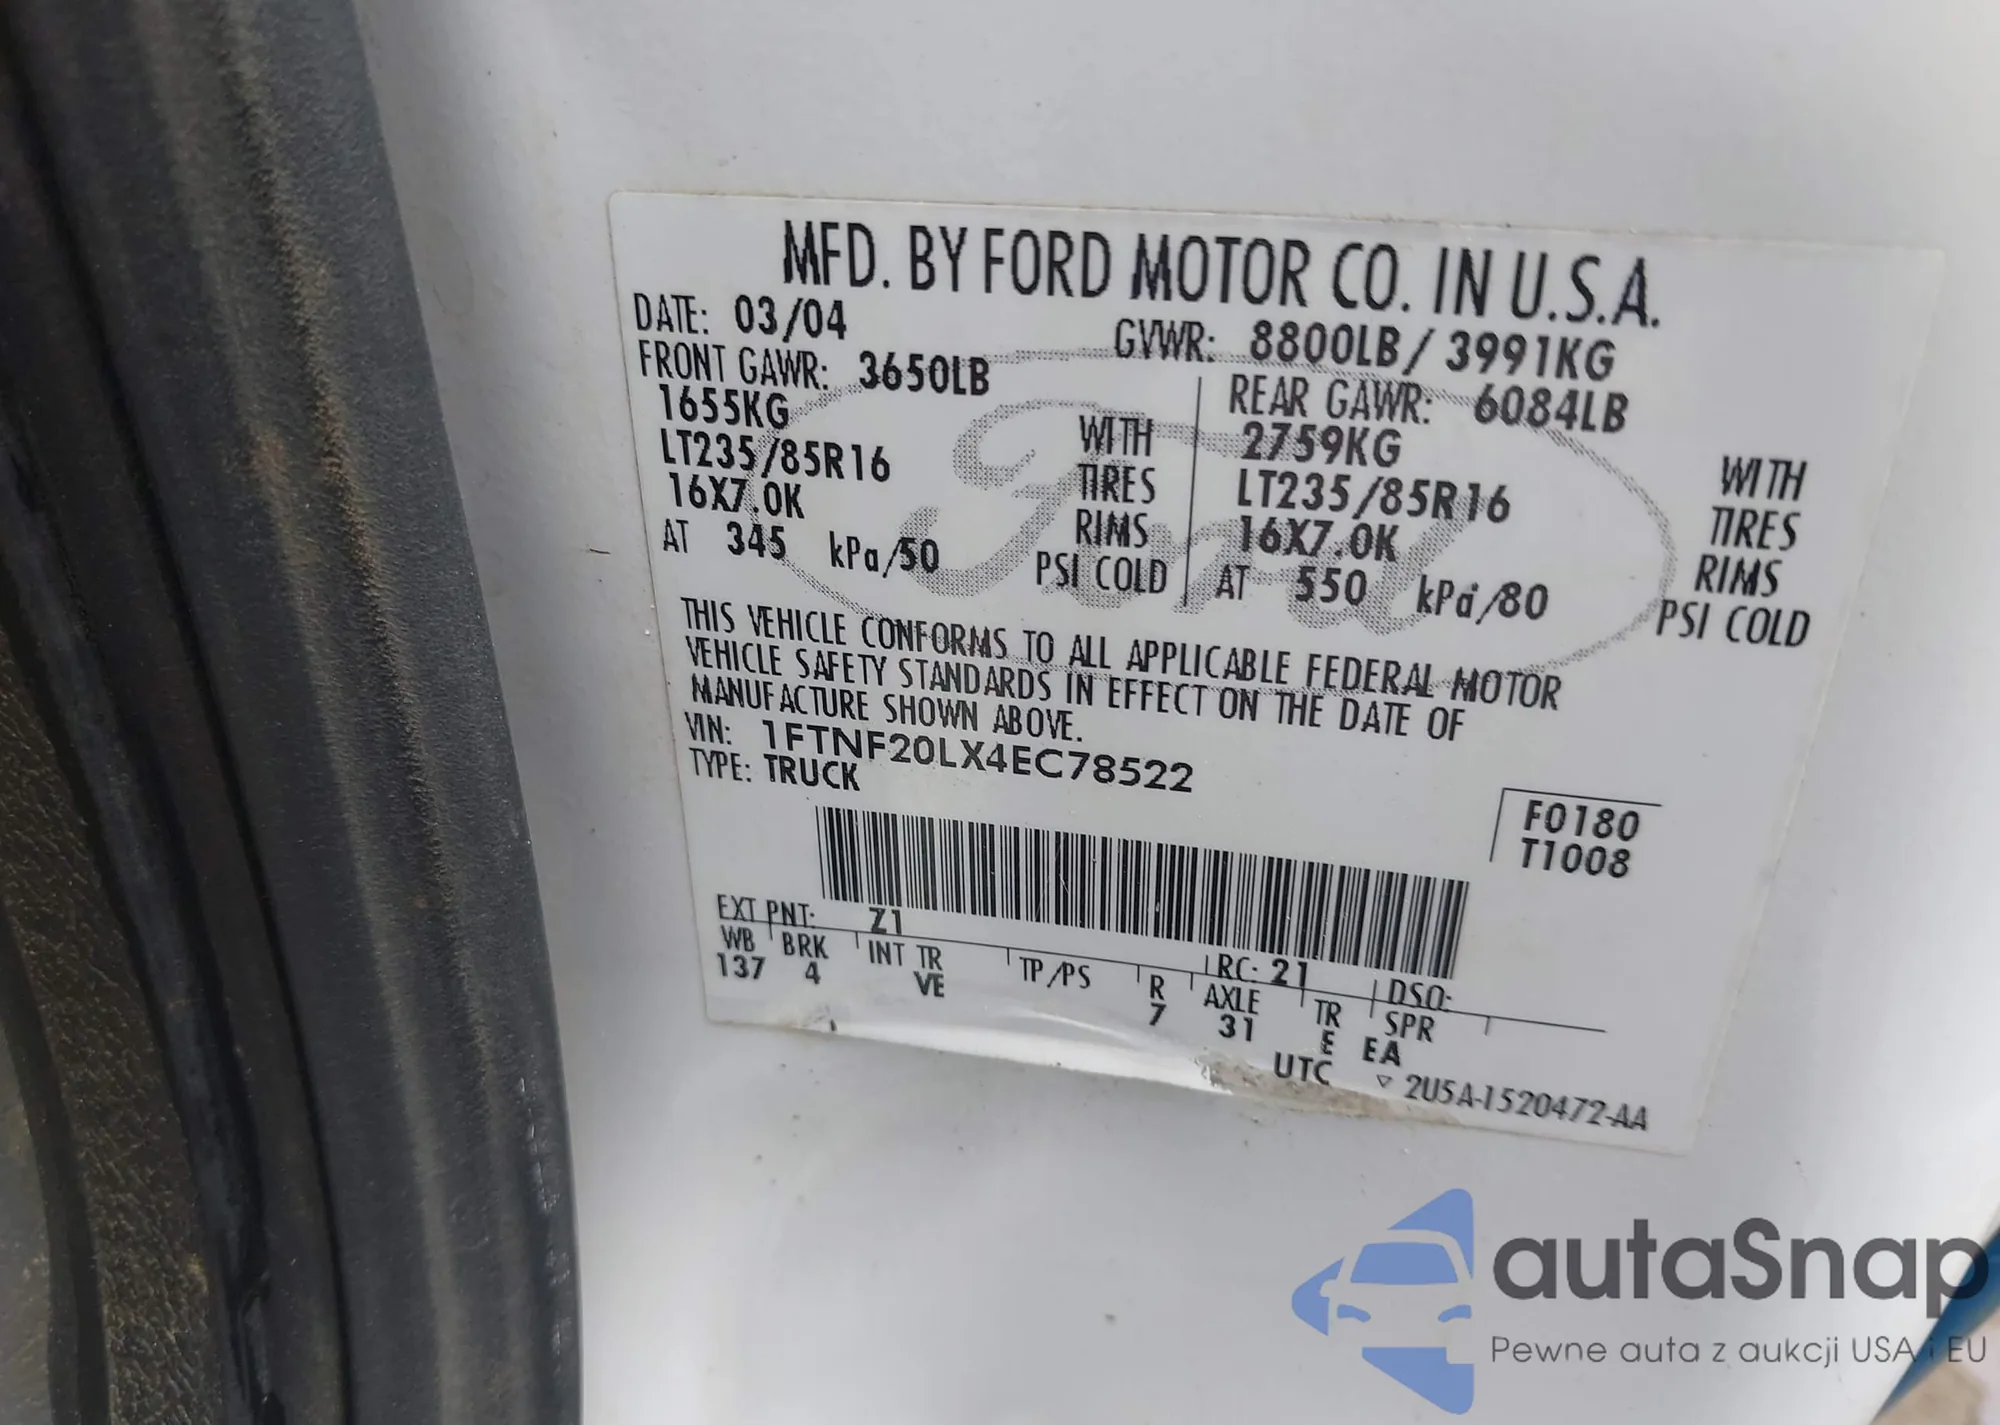 MFD. BY FORD MOTOR CO. IN U.S.A.
DATE: 03/04 GVWR: 8800LB / 3991KG
FRONT GAWR: 3650LB REAR GAWR: 6084LB
1655KG WITH 2759KG WITH
LT235/85R16 TIRES LT235/85R16 TIRES
16X7.0K RIMS 16X7.0K RIMS
AT 345 kPa/50 PSI COLD AT 550 kPa/80 PSI COLD
Ford
THIS VEHICLE CONFORMS TO ALL APPLICABLE FEDERAL MOTOR
VEHICLE SAFETY STANDARDS IN EFFECT ON THE DATE OF
MANUFACTURE SHOWN ABOVE.
VIN: 1FTNF20LX4EC78522
TYPE: TRUCK
F0180
T1008
EXT PNT: Z1 RC: 21 DSO:
WB BRK INT TR TP/PS R AXLE TR SPR
137 4 VE 7 31 E EA
UTC ▽ 2U5A-1520472-AA
autaSnap
Pewne auta z aukcji USA i EU